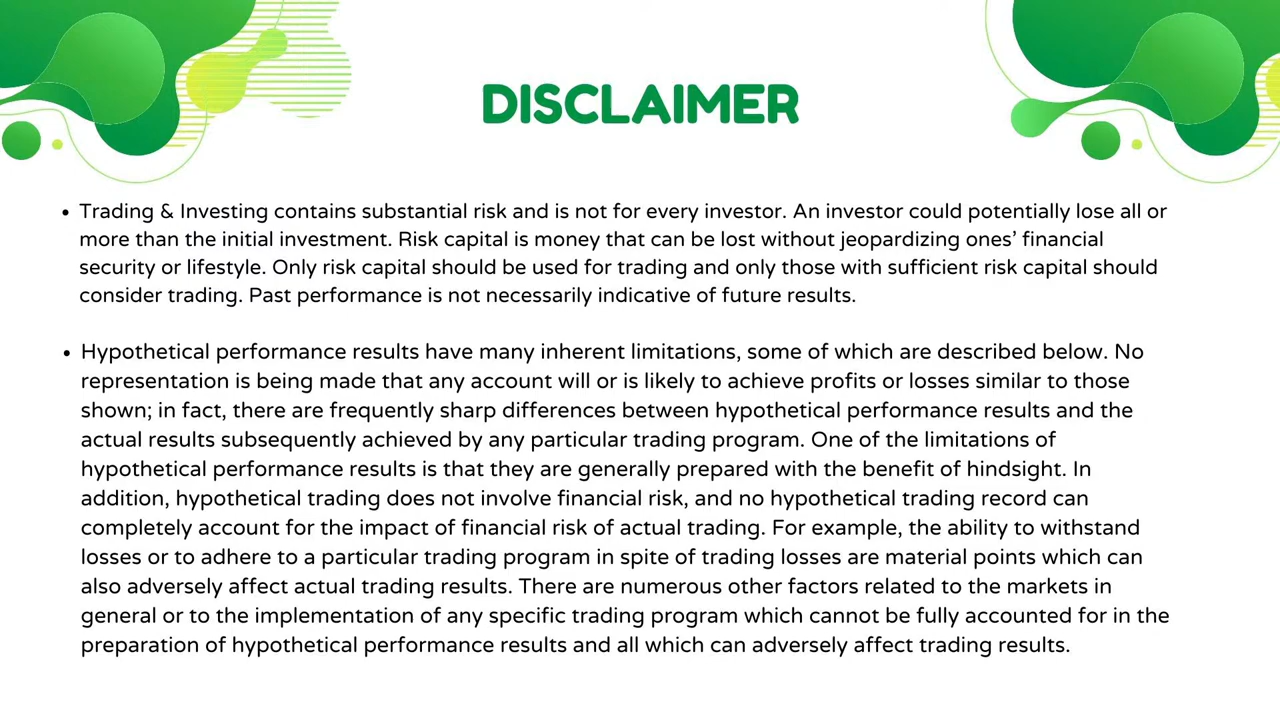 DISCLAIMER
• Trading & Investing contains substantial risk and is not for every investor. An investor could potentially lose all or
more than the initial investment. Risk capital is money that can be lost without jeopardizing ones’ financial
security or lifestyle. Only risk capital should be used for trading and only those with sufficient risk capital should
consider trading. Past performance is not necessarily indicative of future results.
• Hypothetical performance results have many inherent limitations, some of which are described below. No
representation is being made that any account will or is likely to achieve profits or losses similar to those
shown; in fact, there are frequently sharp differences between hypothetical performance results and the
actual results subsequently achieved by any particular trading program. One of the limitations of
hypothetical performance results is that they are generally prepared with the benefit of hindsight. In
addition, hypothetical trading does not involve financial risk, and no hypothetical trading record can
completely account for the impact of financial risk of actual trading. For example, the ability to withstand
losses or to adhere to a particular trading program in spite of trading losses are material points which can
also adversely affect actual trading results. There are numerous other factors related to the markets in
general or to the implementation of any specific trading program which cannot be fully accounted for in the
preparation of hypothetical performance results and all which can adversely affect trading results.